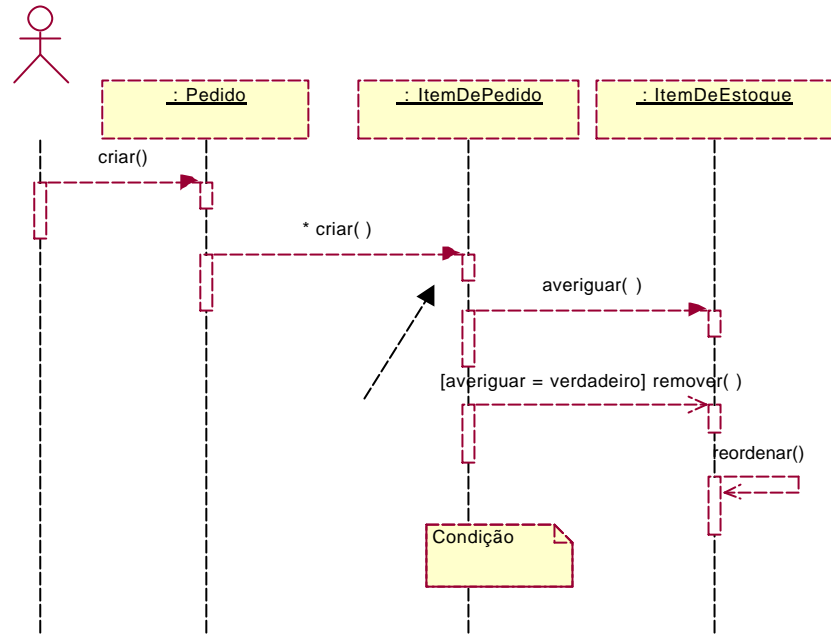 : Pedido
: ItemDePedido
: ItemDeEstoque
criar()
* criar( )
averiguar( )
[averiguar = verdadeiro] remover( )
reordenar()
Condição